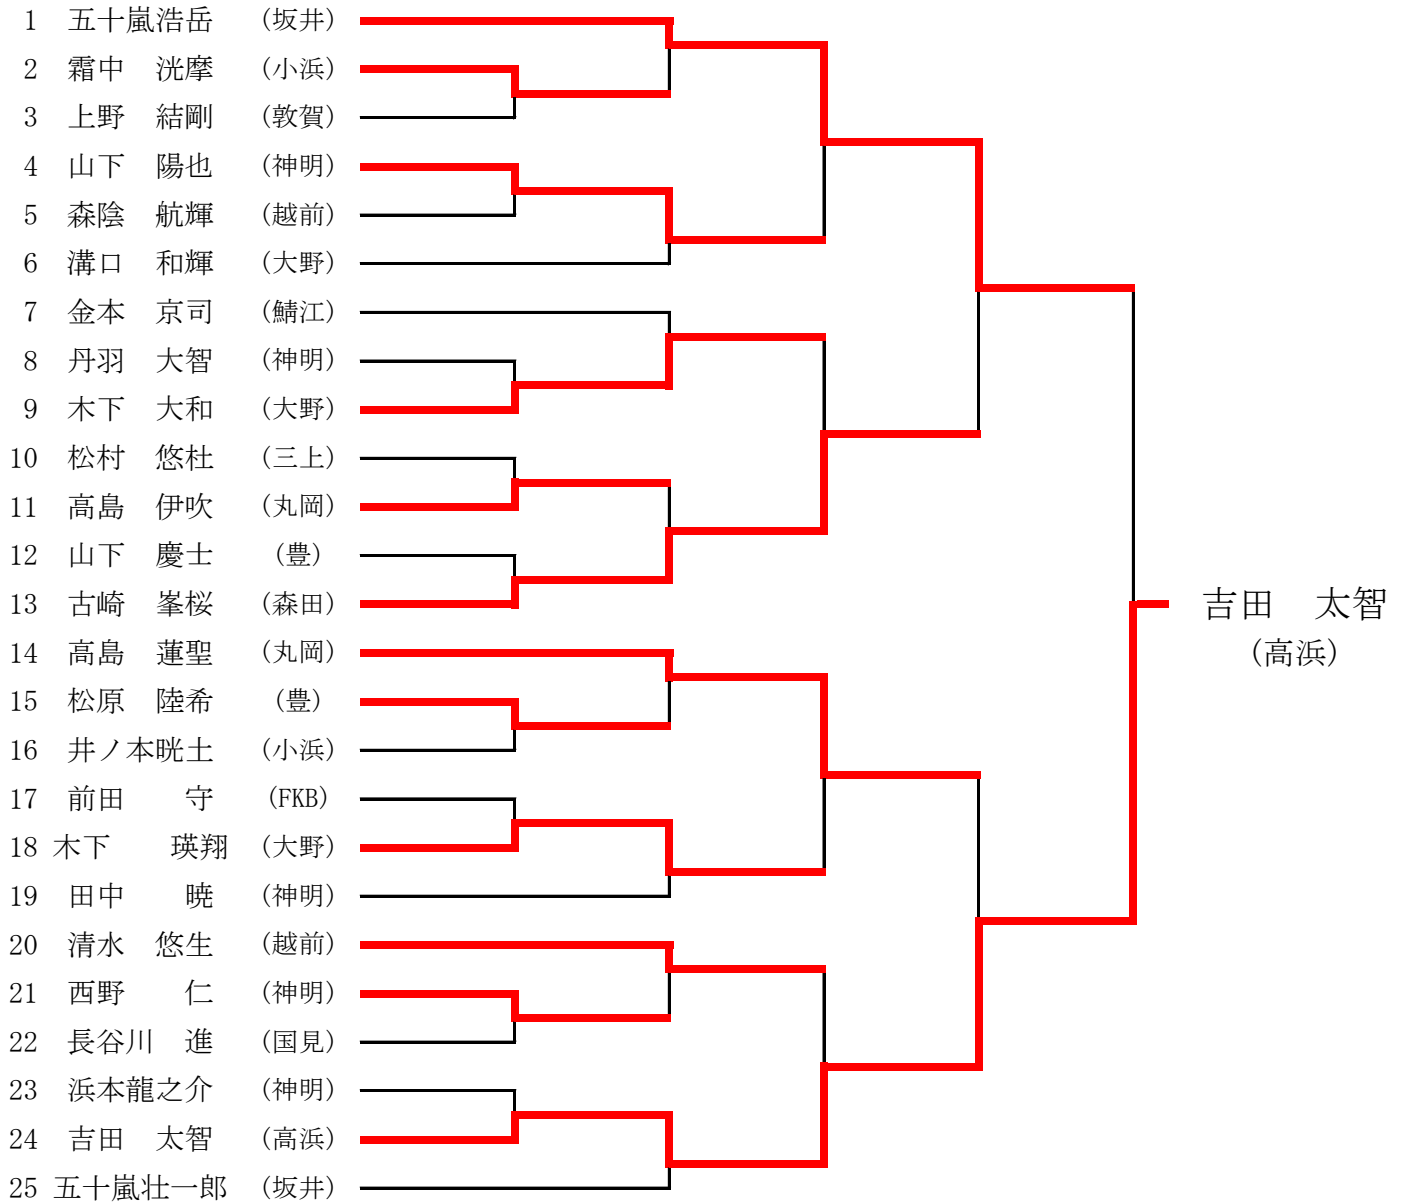 1 五十嵐浩岳 (坂井)
2 霜中 洸摩 (小浜)
3 上野 結剛 (敦賀)
4 山下 陽也 (神明)
5 森陰 航輝 (越前)
6 溝口 和輝 (大野)
7 金本 京司 (鯖江)
8 丹羽 大智 (神明)
9 木下 大和 (大野)
10 松村 悠杜 (三上)
11 高島 伊吹 (丸岡)
12 山下 慶士 (豊)
13 古崎 峯桜 (森田)
吉田 太智
(高浜)
14 高島 蓮聖 (丸岡)
15 松原 陸希 (豊)
16 井ノ本晄士 (小浜)
17 前田 守 (FKB)
18 木下 瑛翔 (大野)
19 田中 暁 (神明)
20 清水 悠生 (越前)
21 西野 仁 (神明)
22 長谷川 進 (国見)
23 浜本龍之介 (神明)
24 吉田 太智 (高浜)
25 五十嵐壮一郎 (坂井)